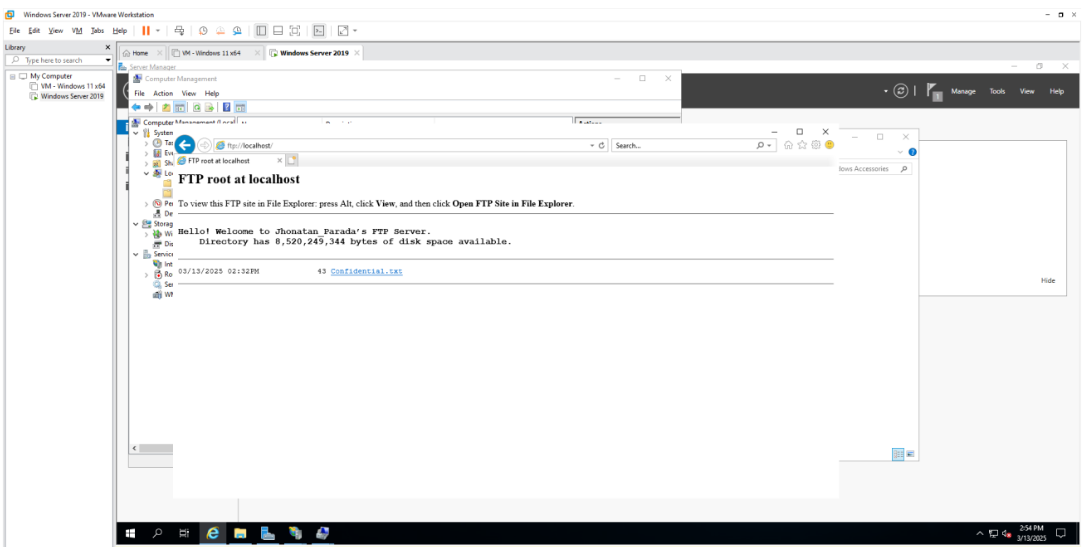 Windows Server 2019 - VMware Workstation
File Edit View VM Tabs Help
Library
Type here to search
My Computer
VM - Windows 11 x64
Windows Server 2019
Home
VM - Windows 11 x64
Windows Server 2019
Server Manager
Manage Tools View Help
Computer Management
File Action View Help
Computer Management (Local
System
Storag
Servic
ftp://localhost/
Search...
FTP root at localhost
FTP root at localhost
To view this FTP site in File Explorer: press Alt, click View, and then click Open FTP Site in File Explorer.
Hello! Welcome to Jhonatan_Parada's FTP Server.
Directory has 8,520,249,344 bytes of disk space available.
03/13/2025 02:32PM 43 Confidential.txt
Hide
2:54 PM
3/13/2025